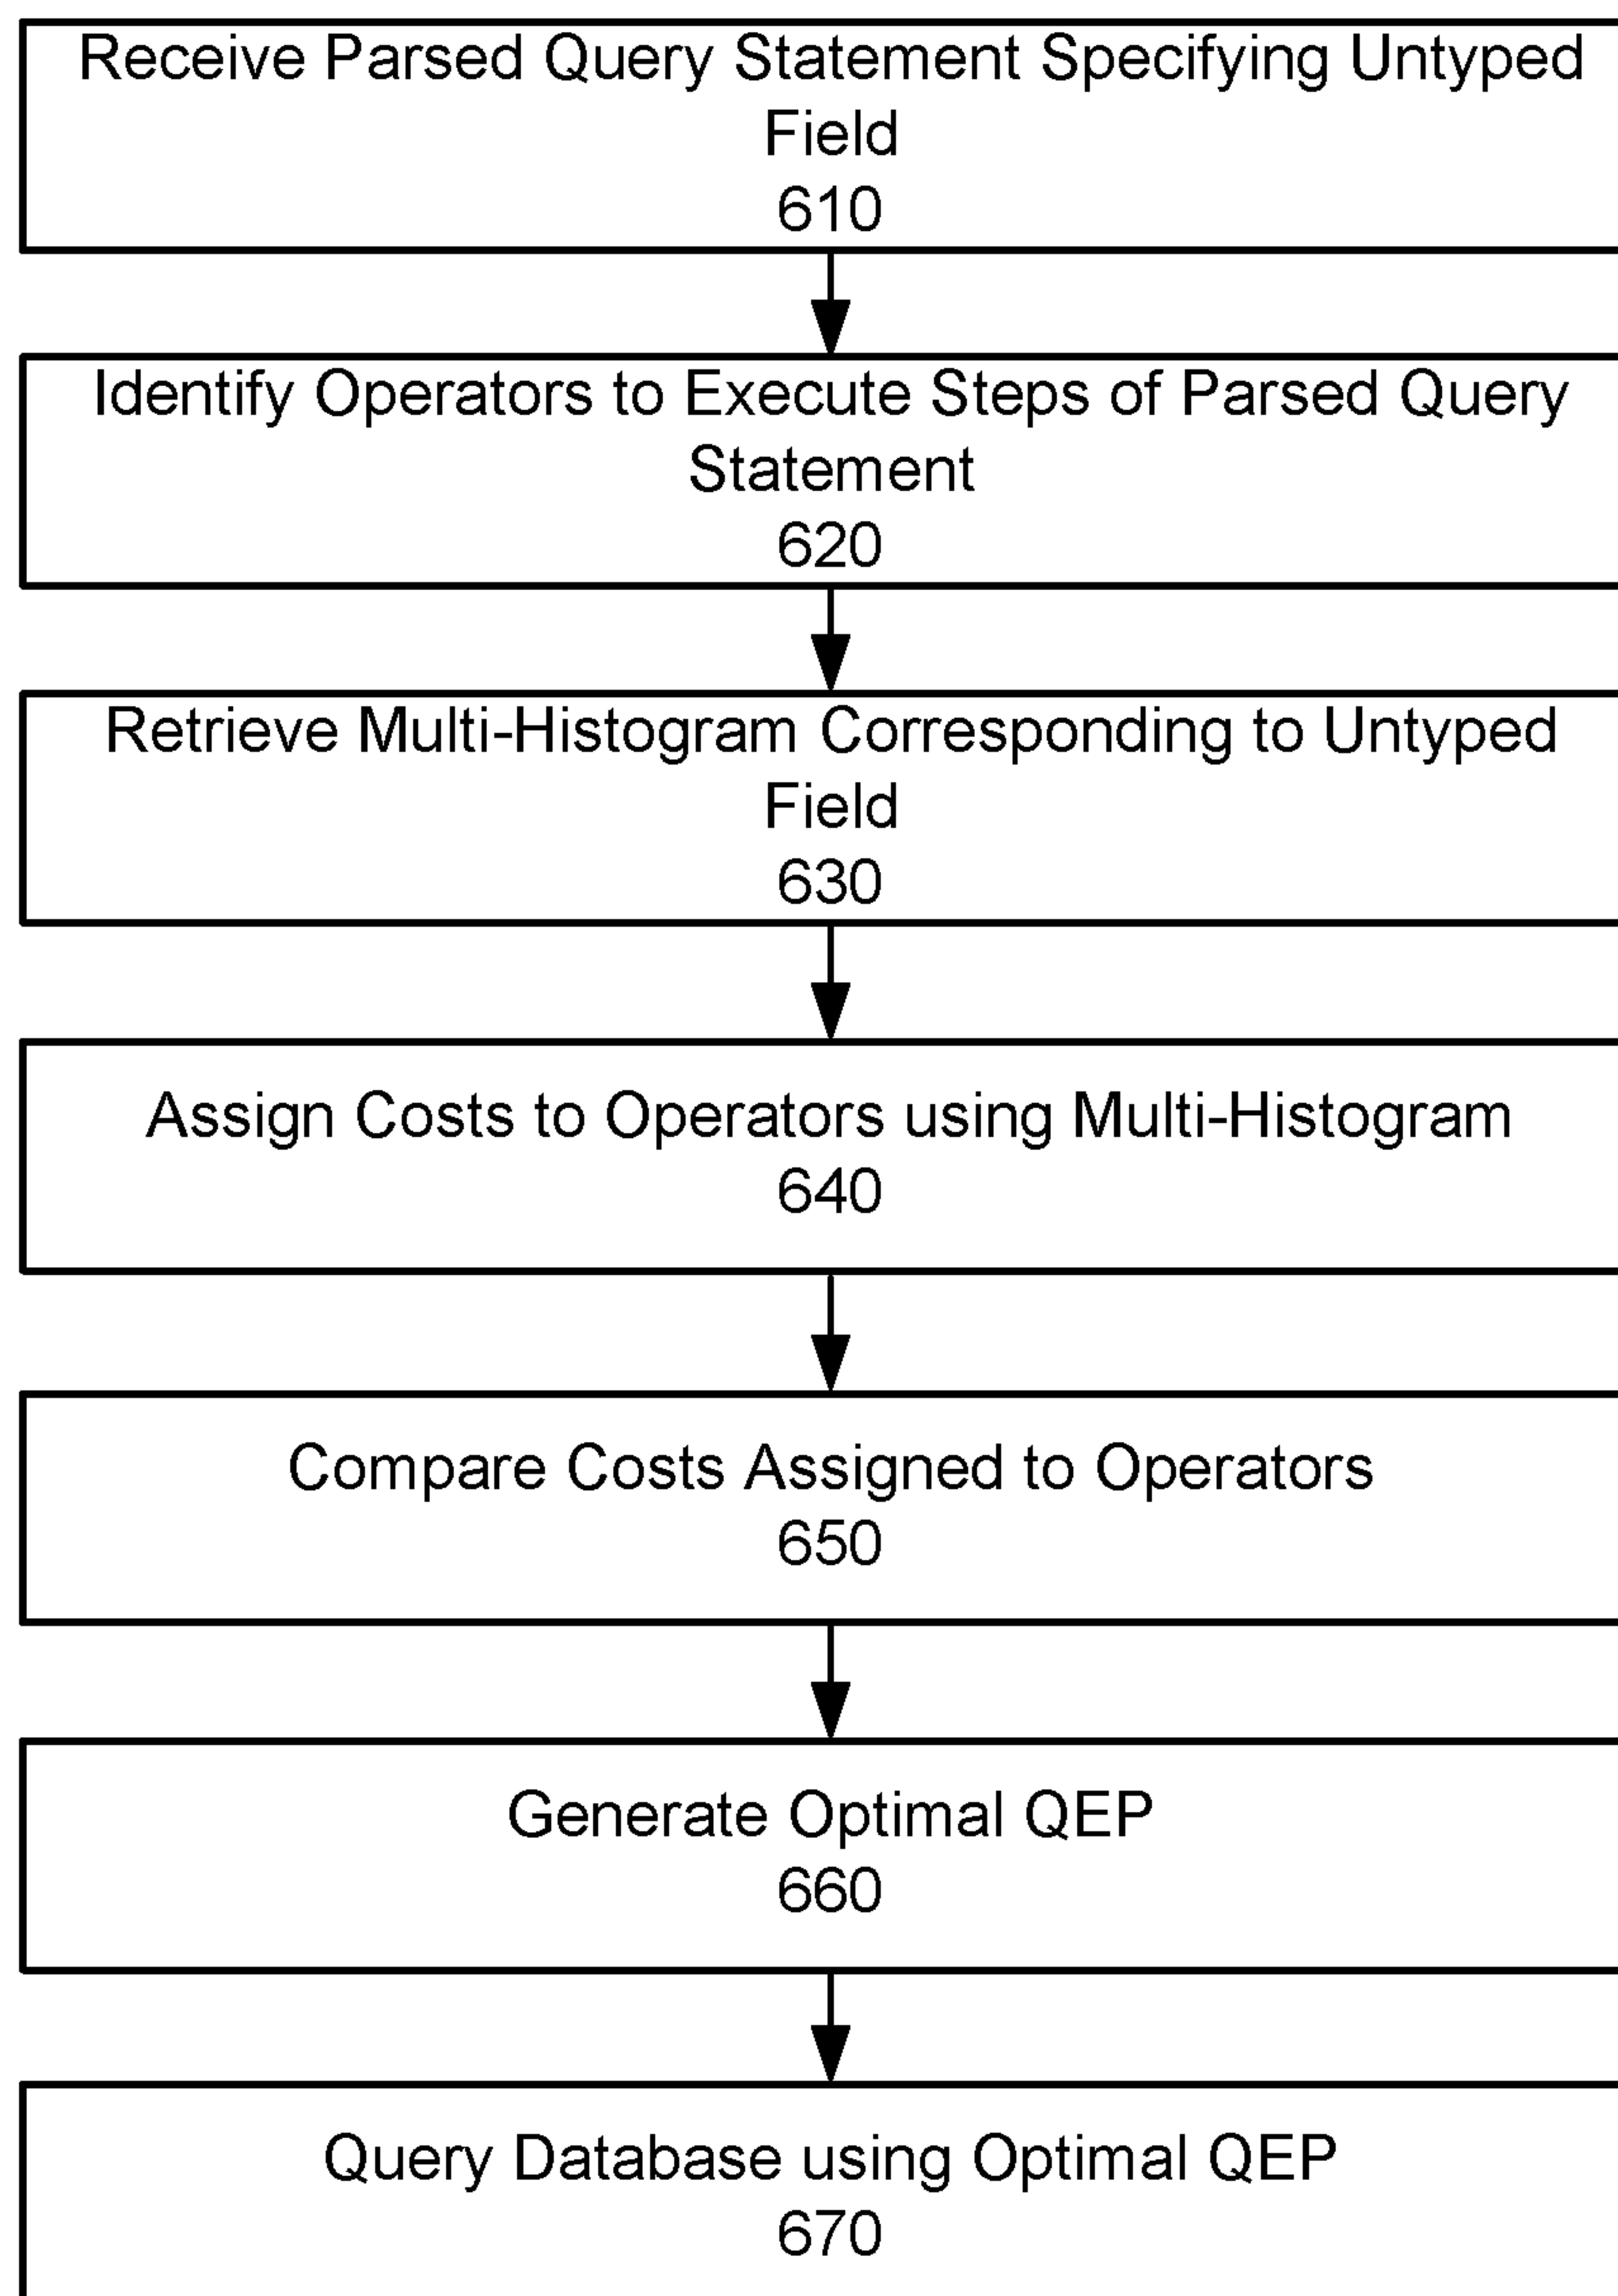 Receive Parsed Query Statement Specifying Untyped
Field
610
Identify Operators to Execute Steps of Parsed Query
Statement
620
Retrieve Multi-Histogram Corresponding to Untyped
Field
630
Assign Costs to Operators using Multi-Histogram
640
Compare Costs Assigned to Operators
650
Generate Optimal QEP
660
Query Database using Optimal QEP
670